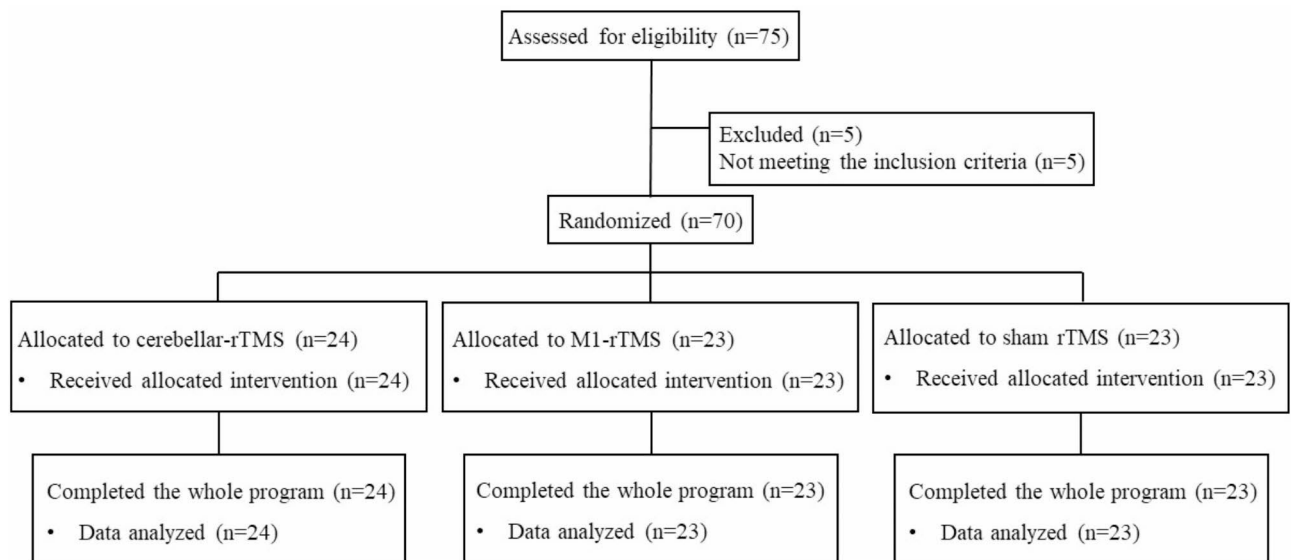 Assessed for eligibility (n=75)
Excluded (n=5)
Not meeting the inclusion criteria (n=5)
Randomized (n=70)
Allocated to cerebellar-rTMS (n=24)
• Received allocated intervention (n=24)
Allocated to M1-rTMS (n=23)
• Received allocated intervention (n=23)
Allocated to sham rTMS (n=23)
• Received allocated intervention (n=23)
Completed the whole program (n=24)
• Data analyzed (n=24)
Completed the whole program (n=23)
• Data analyzed (n=23)
Completed the whole program (n=23)
• Data analyzed (n=23)